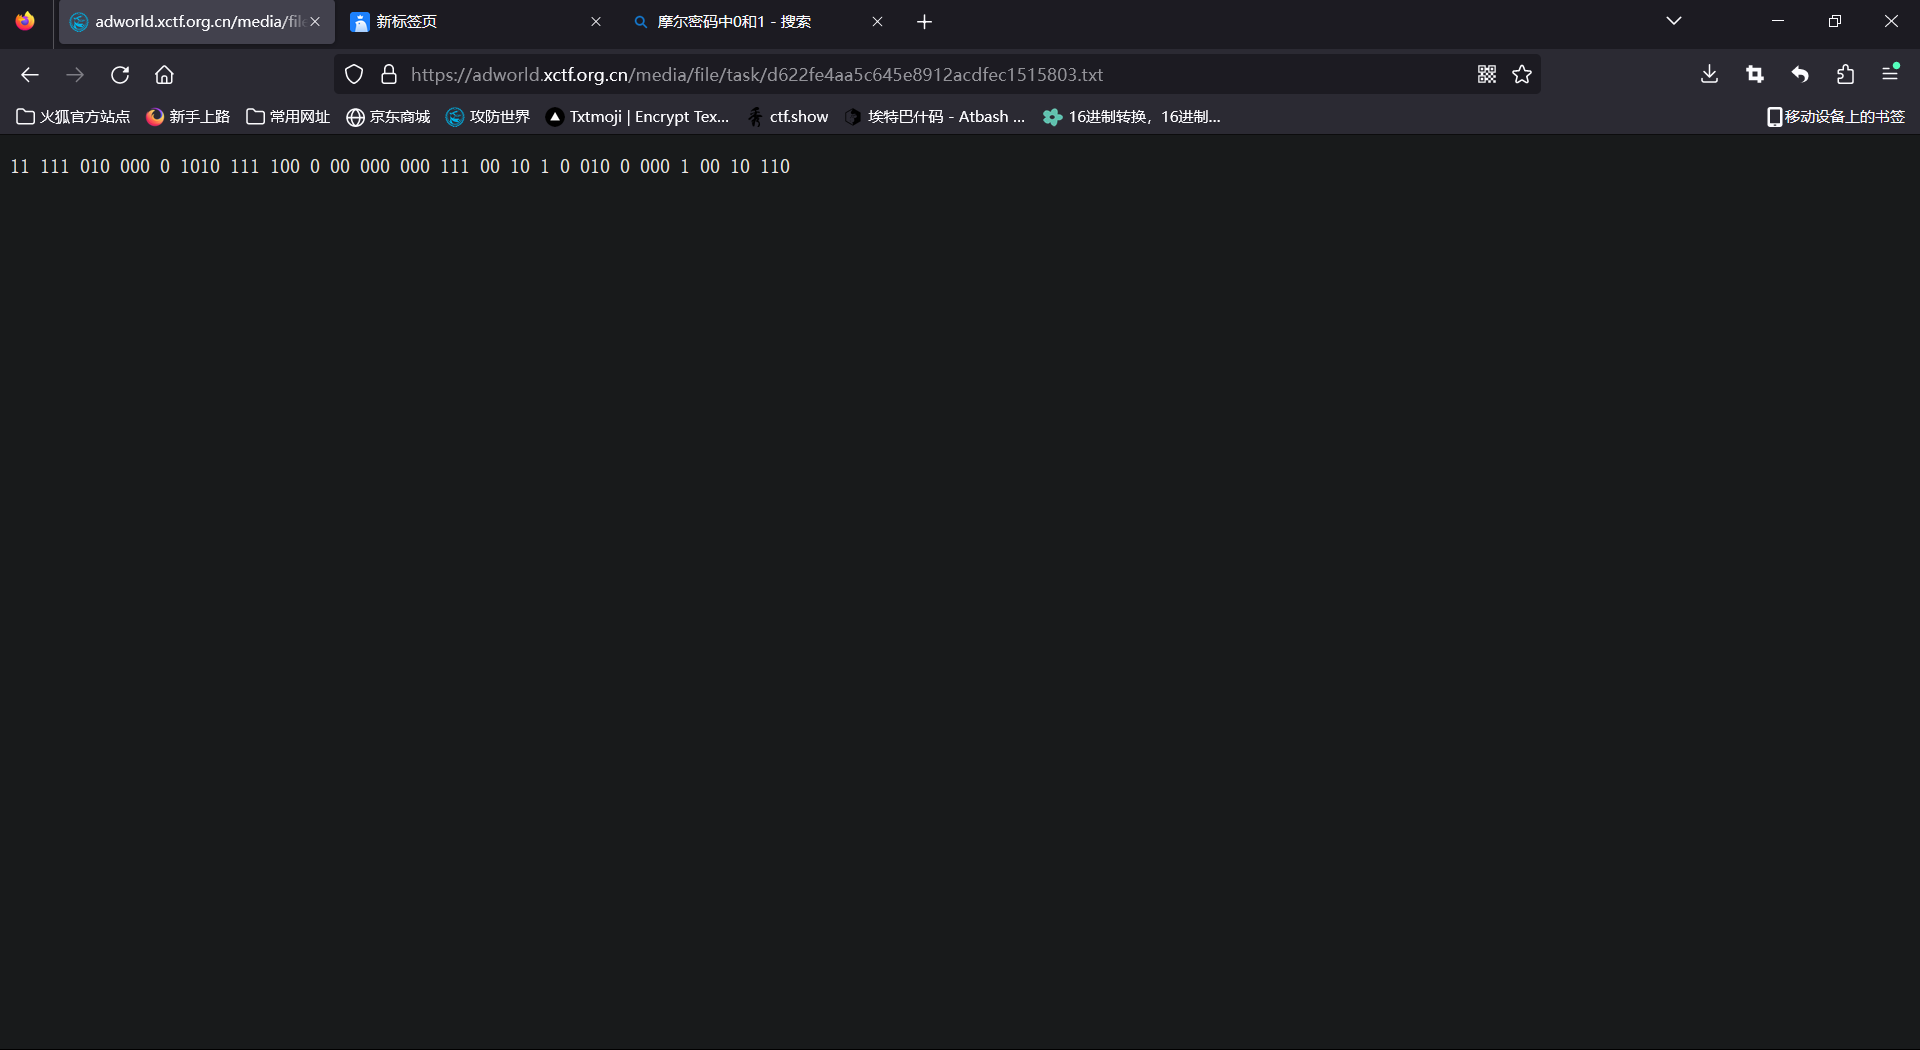 adworld.xctf.org.cn/media/file
新标签页
摩尔密码中0和1 - 搜索
https://adworld.xctf.org.cn/media/file/task/d622fe4aa5c645e8912acdfec1515803.txt
火狐官方站点 新手上路 常用网址 京东商城 攻防世界 Txtmoji | Encrypt Tex... ctf.show 埃特巴什码 - Atbash ... 16进制转换，16进制... 移动设备上的书签
11 111 010 000 0 1010 111 100 0 00 000 000 111 00 10 1 0 010 0 000 1 00 10 110